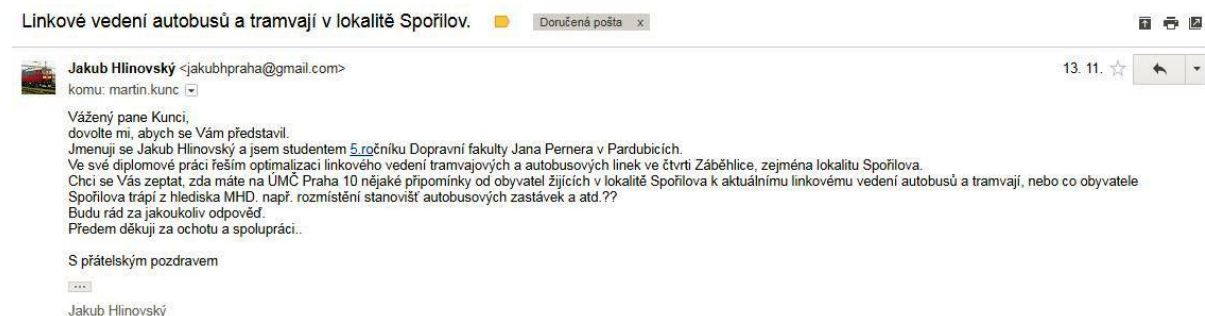 Linkové vedení autobusů a tramvají v lokalitě Spořilov.
Doručená pošta x
Jakub Hlinovský <jakubhpraha@gmail.com>
13. 11.
komu: martin.kunc
Vážený pane Kunci,
dovolte mi, abych se Vám představil.
Jmenuji se Jakub Hlinovský a jsem studentem 5.ročníku Dopravní fakulty Jana Pernera v Pardubicích.
Ve své diplomové práci řeším optimalizaci linkového vedení tramvajových a autobusových linek ve čtvrti Záběhlice, zejména lokalitu Spořilova.
Chci se Vás zeptat, zda máte na ÚMČ Praha 10 nějaké připomínky od obyvatel žijících v lokalitě Spořilova k aktuálnímu linkovému vedení autobusů a tramvají, nebo co obyvatele
Spořilova trápí z hlediska MHD. např. rozmístění stanovišť autobusových zastávek a atd.??
Budu rád za jakoukoliv odpověď.
Předem děkuji za ochotu a spolupráci..
S přátelským pozdravem
Jakub Hlinovský